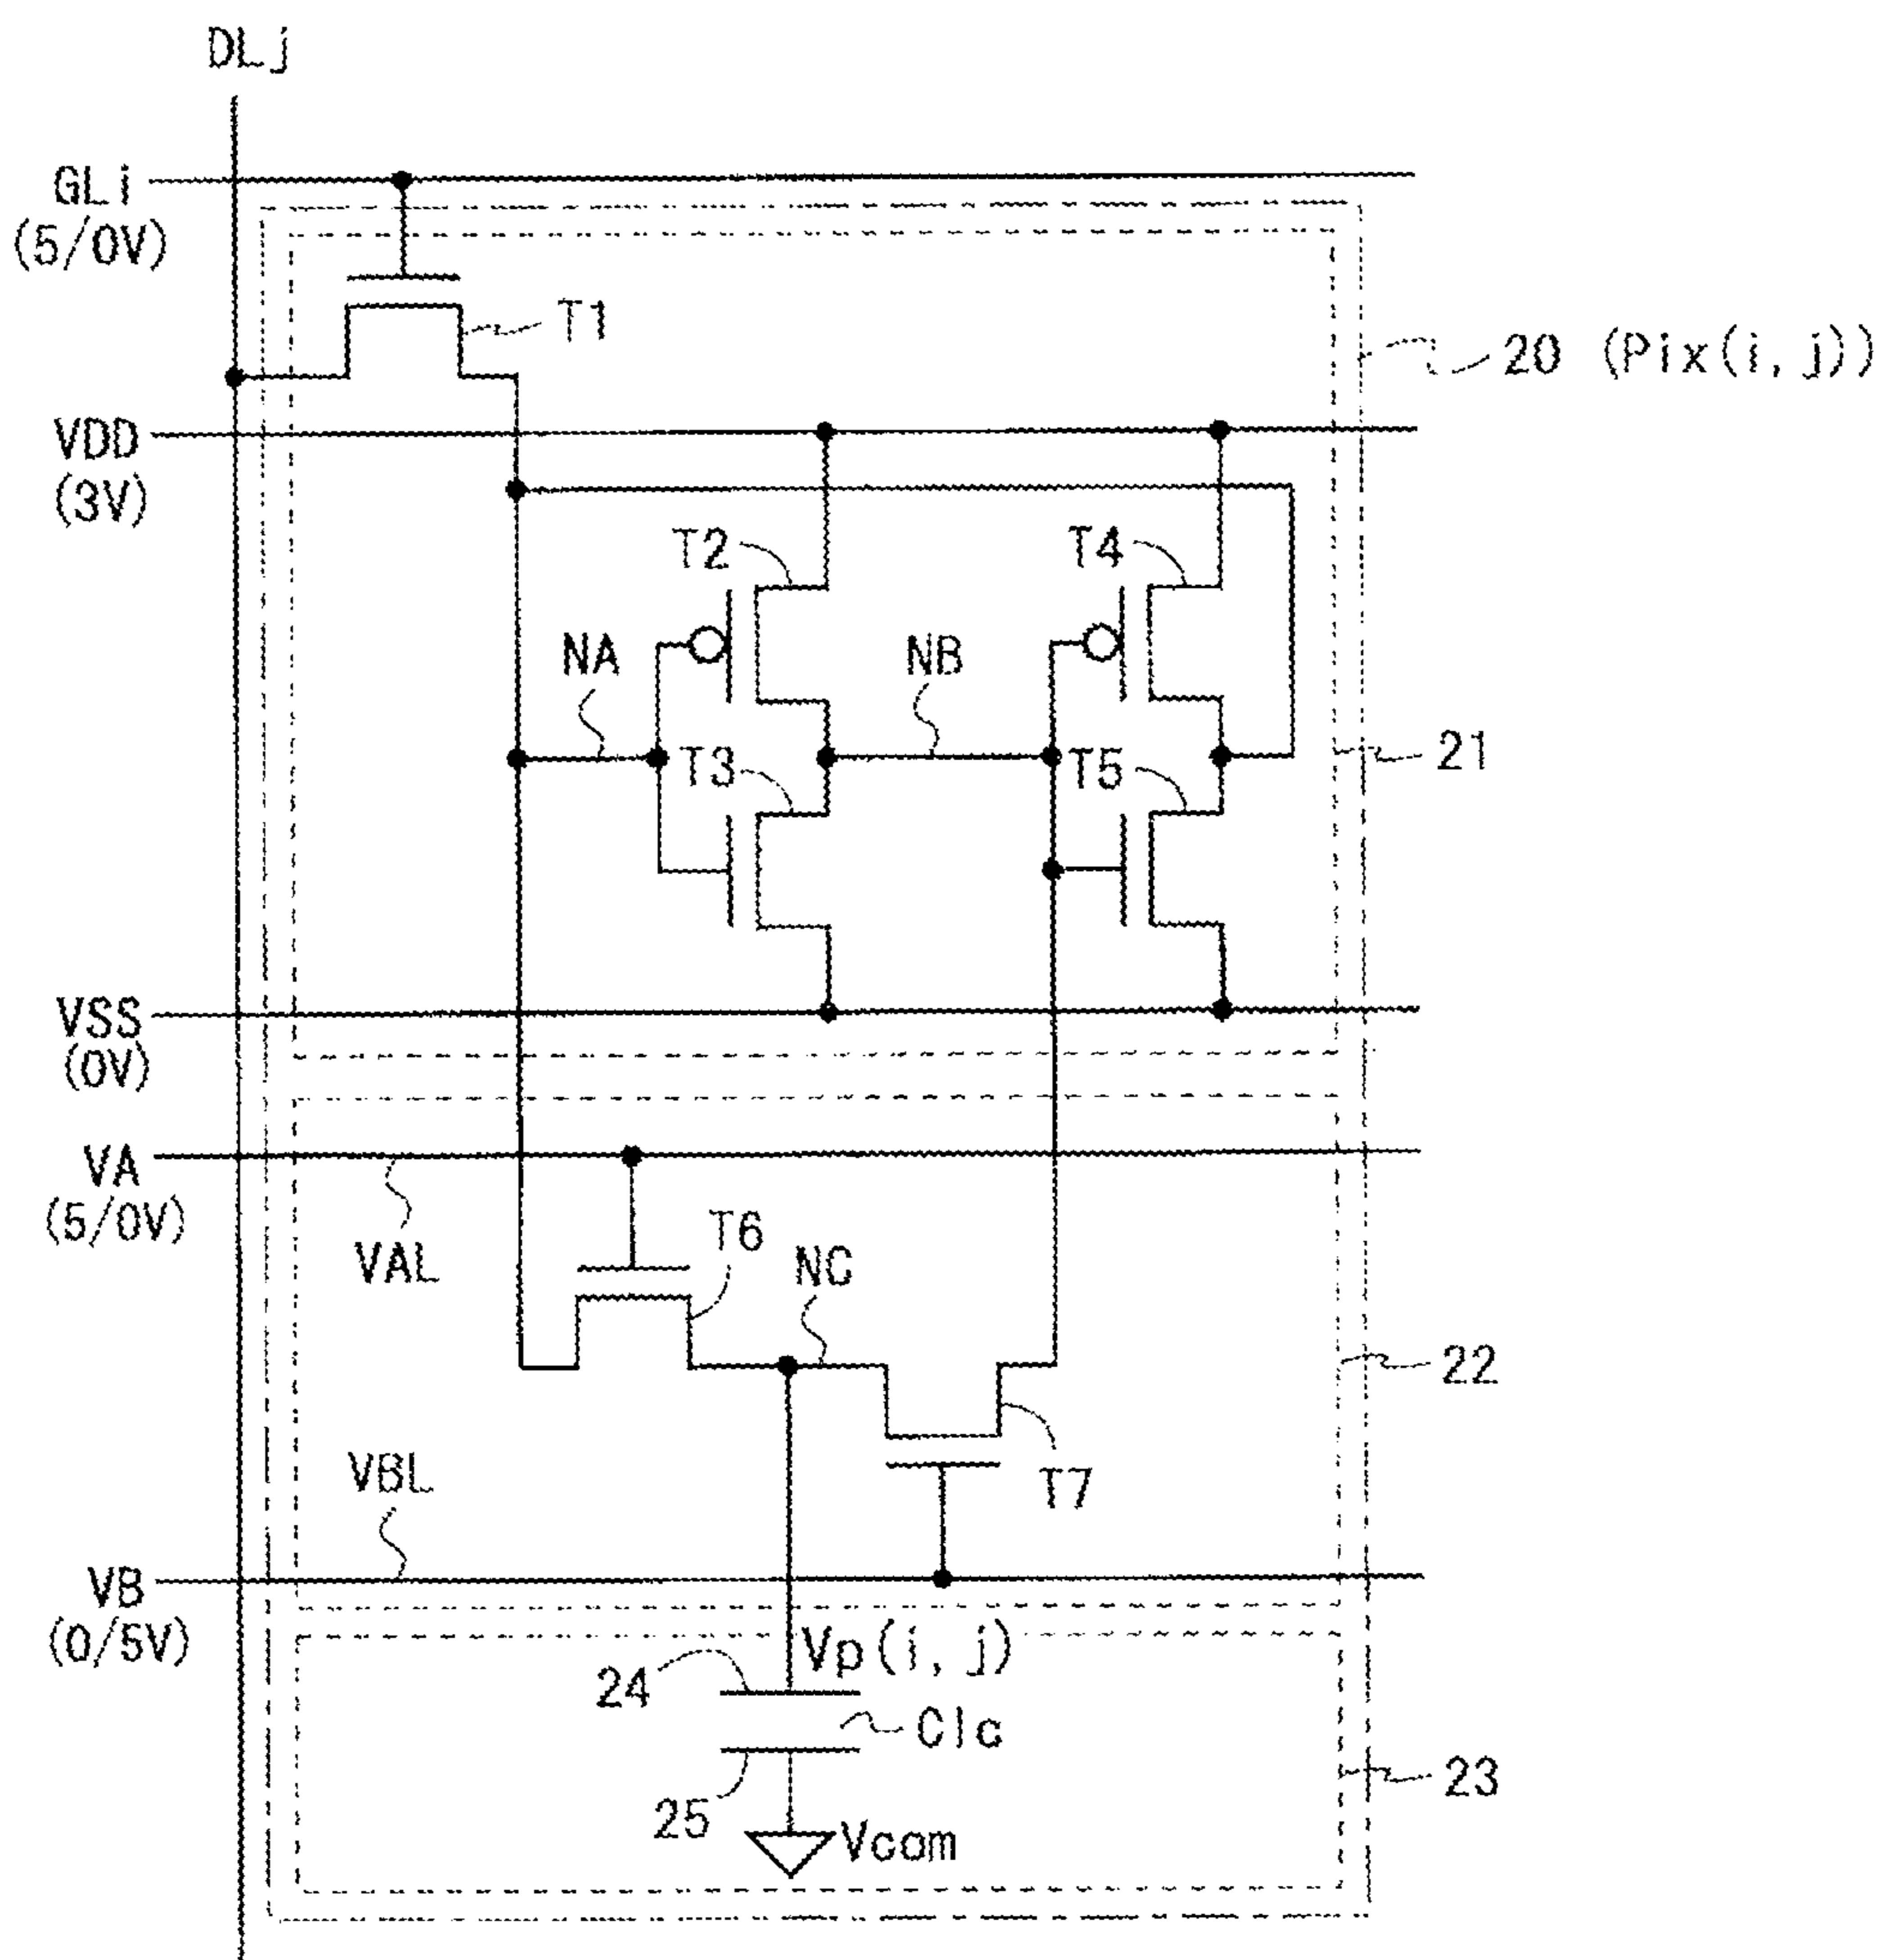 DLj
GLi
(5/0V)
T1
20 (Pix(i, j))
VDD
(3V)
T2
T4
NA
NB
21
T3
T5
VSS
(0V)
VA
(5/0V)
VAL
T6
NC
22
VBL
T7
VB
(0/5V)
Vp(i, j)
24
Clc
23
25
Vcom